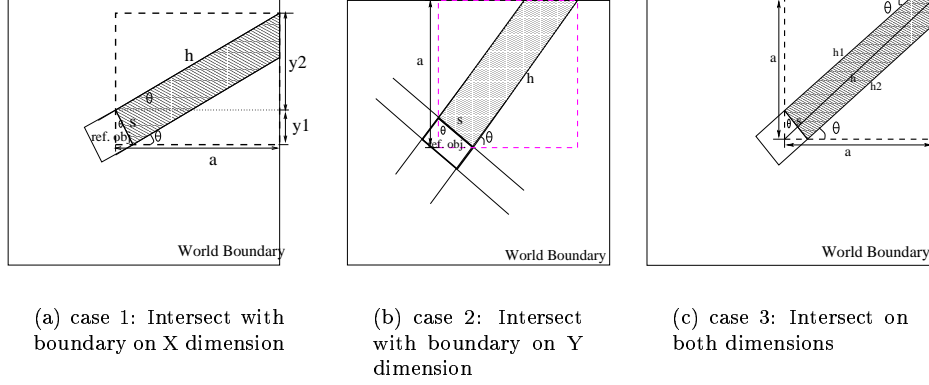 h
θ
y2
θ
s
ref. obj.
θ
y1
a
World Boundary
a
h
s
θ
ref. obj.
θ
World Boundary
θ
a
h1
h
h2
θ
s
θ
a
World Boundary
(a) case 1: Intersect with
boundary on X dimension
(b) case 2: Intersect
with boundary on Y
dimension
(c) case 3: Intersect on
both dimensions